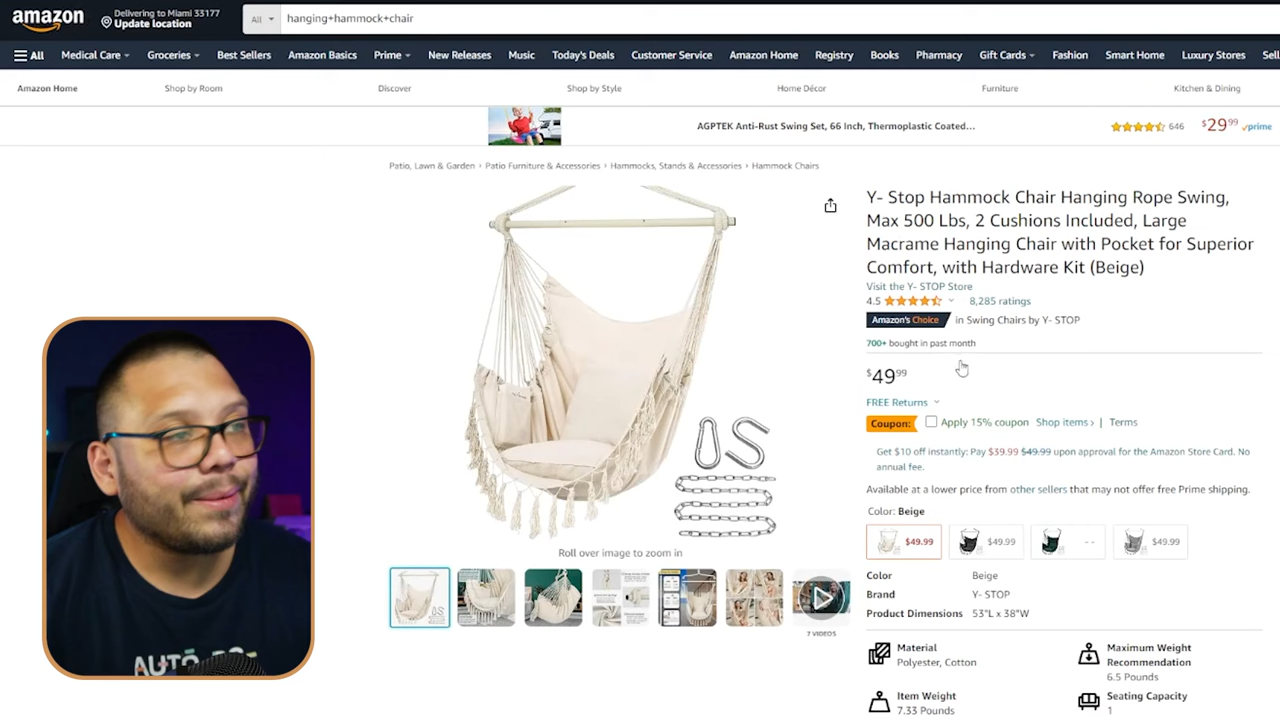 amazon
Delivering to Miami 33177
Update location
All
hanging+hammock+chair
All
Medical Care
Groceries
Best Sellers
Amazon Basics
Prime
New Releases
Music
Today's Deals
Customer Service
Amazon Home
Registry
Books
Pharmacy
Gift Cards
Fashion
Smart Home
Luxury Stores
Sell
Amazon Home
Shop by Room
Discover
Shop by Style
Home Décor
Furniture
Kitchen & Dining
AGPTEK Anti-Rust Swing Set, 66 Inch, Thermoplastic Coated...
646
$29.99
prime
Patio, Lawn & Garden › Patio Furniture & Accessories › Hammocks, Stands & Accessories › Hammock Chairs
Y- Stop Hammock Chair Hanging Rope Swing,
Max 500 Lbs, 2 Cushions Included, Large
Macrame Hanging Chair with Pocket for Superior
Comfort, with Hardware Kit (Beige)
Visit the Y- STOP Store
4.5 8,285 ratings
Amazon's Choice in Swing Chairs by Y- STOP
700+ bought in past month
$49.99
FREE Returns
Coupon: Apply 15% coupon Shop items › | Terms
Get $10 off instantly: Pay $39.99 $49.99 upon approval for the Amazon Store Card. No
annual fee.
Available at a lower price from other sellers that may not offer free Prime shipping.
Color: Beige
$49.99
$49.99
- -
$49.99
Color Beige
Brand Y- STOP
Product Dimensions 53"L x 38"W
Material
Polyester, Cotton
Maximum Weight
Recommendation
6.5 Pounds
Item Weight
7.33 Pounds
Seating Capacity
1
Roll over image to zoom in
7 VIDEOS